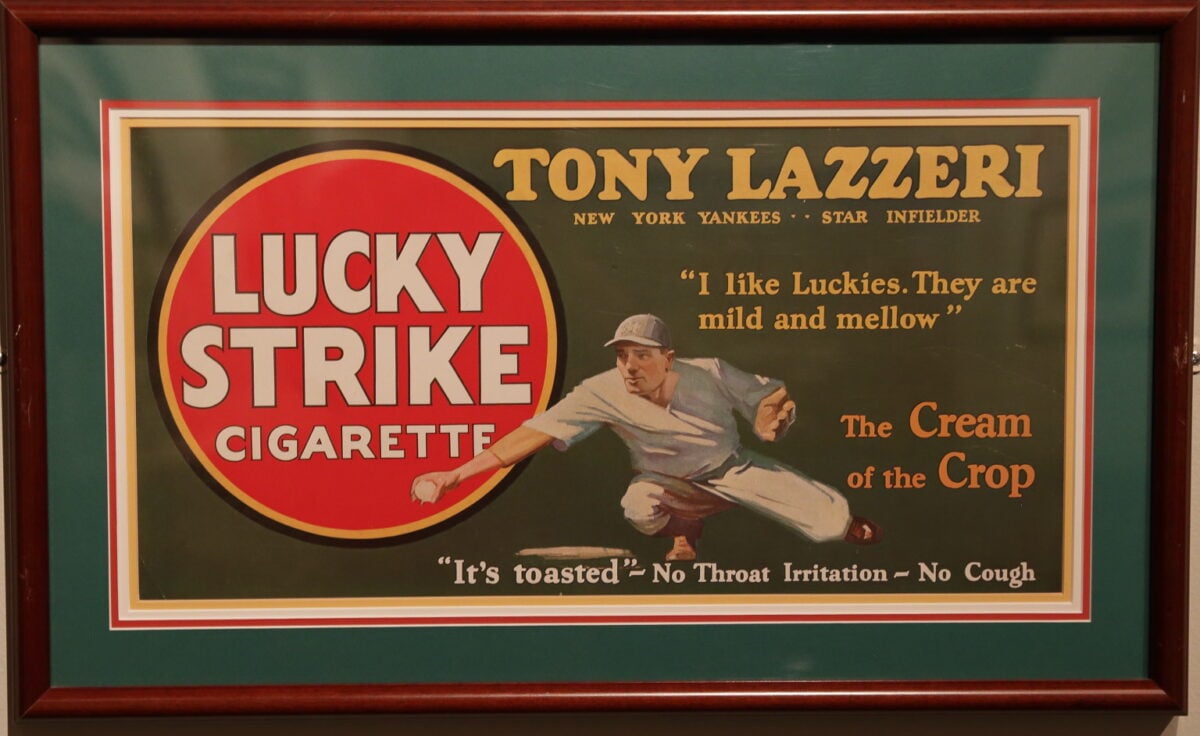 LUCKY
STRIKE
CIGARETTE
TONY LAZZERI
NEW YORK YANKEES · · STAR INFIELDER
“I like Luckies. They are
mild and mellow”
The Cream
of the Crop
“It's toasted” ~ No Throat Irritation ~ No Cough